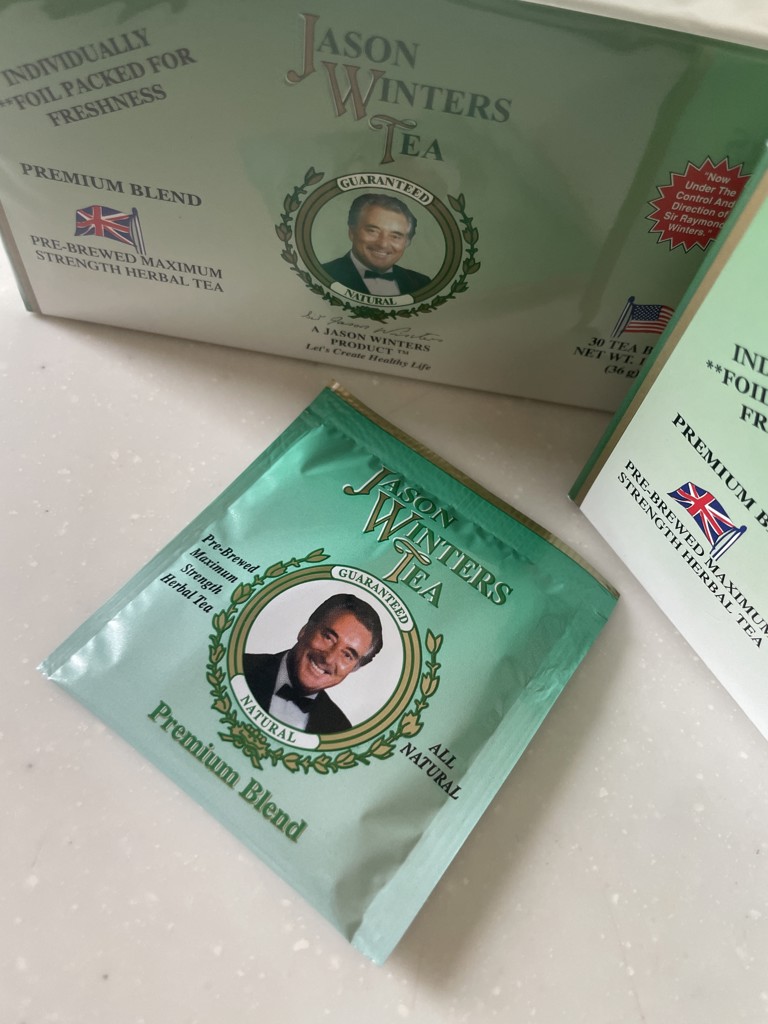 INDIVIDUALLY
**FOIL PACKED FOR
FRESHNESS
PREMIUM BLEND
PRE-BREWED MAXIMUM
STRENGTH HERBAL TEA
JASON
WINTERS
TEA
GUARANTEED
NATURAL
A JASON WINTERS
PRODUCT ™
Let's Create Healthy Life
"Now
Under The
Control And
Direction of
Sir Raymond
Winters."
30 TEA B
NET WT. 1
(36 g)
IND
**FOIL
FR
PREMIUM B
PRE-BREWED MAXIMUM
STRENGTH HERBAL TEA
JASON
WINTERS
TEA
Pre-Brewed
Maximum
Strength
Herbal Tea
GUARANTEED
NATURAL
ALL
NATURAL
Premium Blend